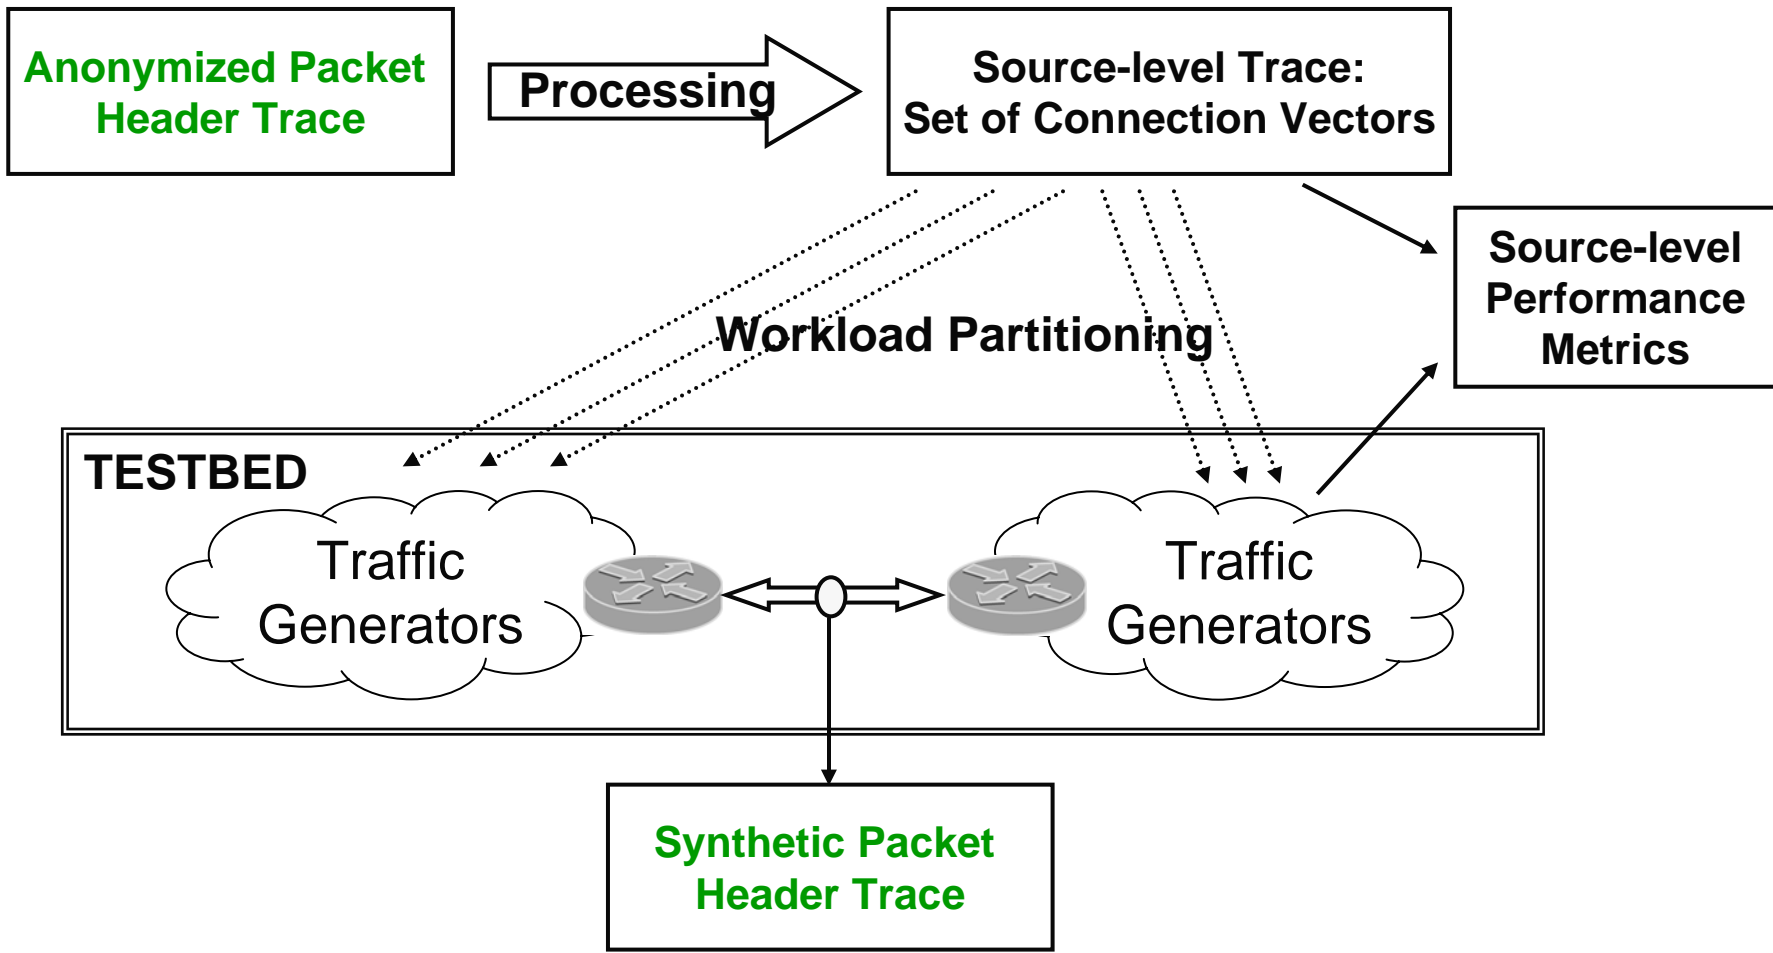 Anonymized Packet
Header Trace
Processing
Source-level Trace:
Set of Connection Vectors
Source-level
Performance
Metrics
Workload Partitioning
TESTBED
Traffic
Generators
Traffic
Generators
Synthetic Packet
Header Trace